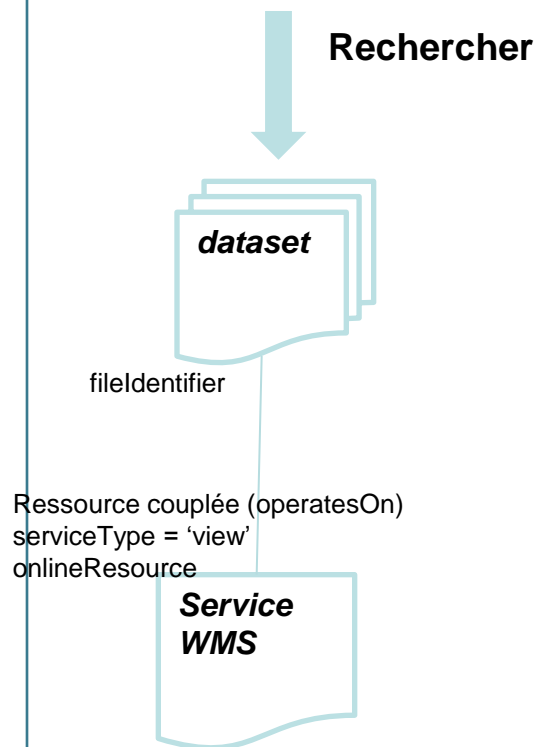 Rechercher
dataset
fileIdentifier
Ressource couplée (operatesOn)
serviceType = ‘view’
onlineResource
Service
WMS